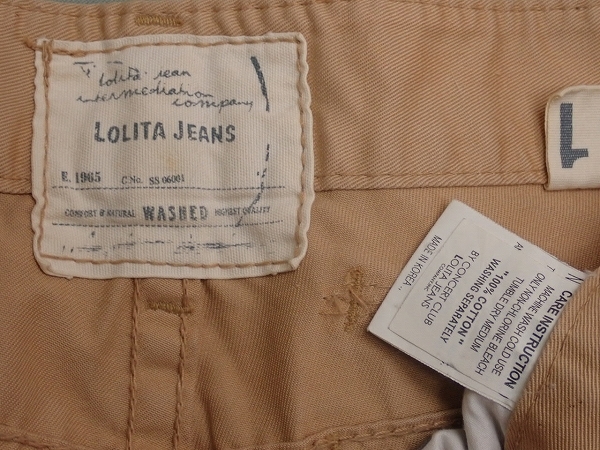 lolita jean
intermediation
company
LOLITA JEANS
E. 1965 C No. SS 06001
COMFORT & NATURAL WASHED HIGHEST QUALITY
1
CARE INSTRUCTION
MACHINE WASH COLD USE
ONLY NON-CHLORINE BLEACH
TUMBLE DRY MEDIUM
"100% COTTON"
WASHING SEPARATELY
BY CONCERT CLUB
LOLITA JEANS
MADE IN KOREA